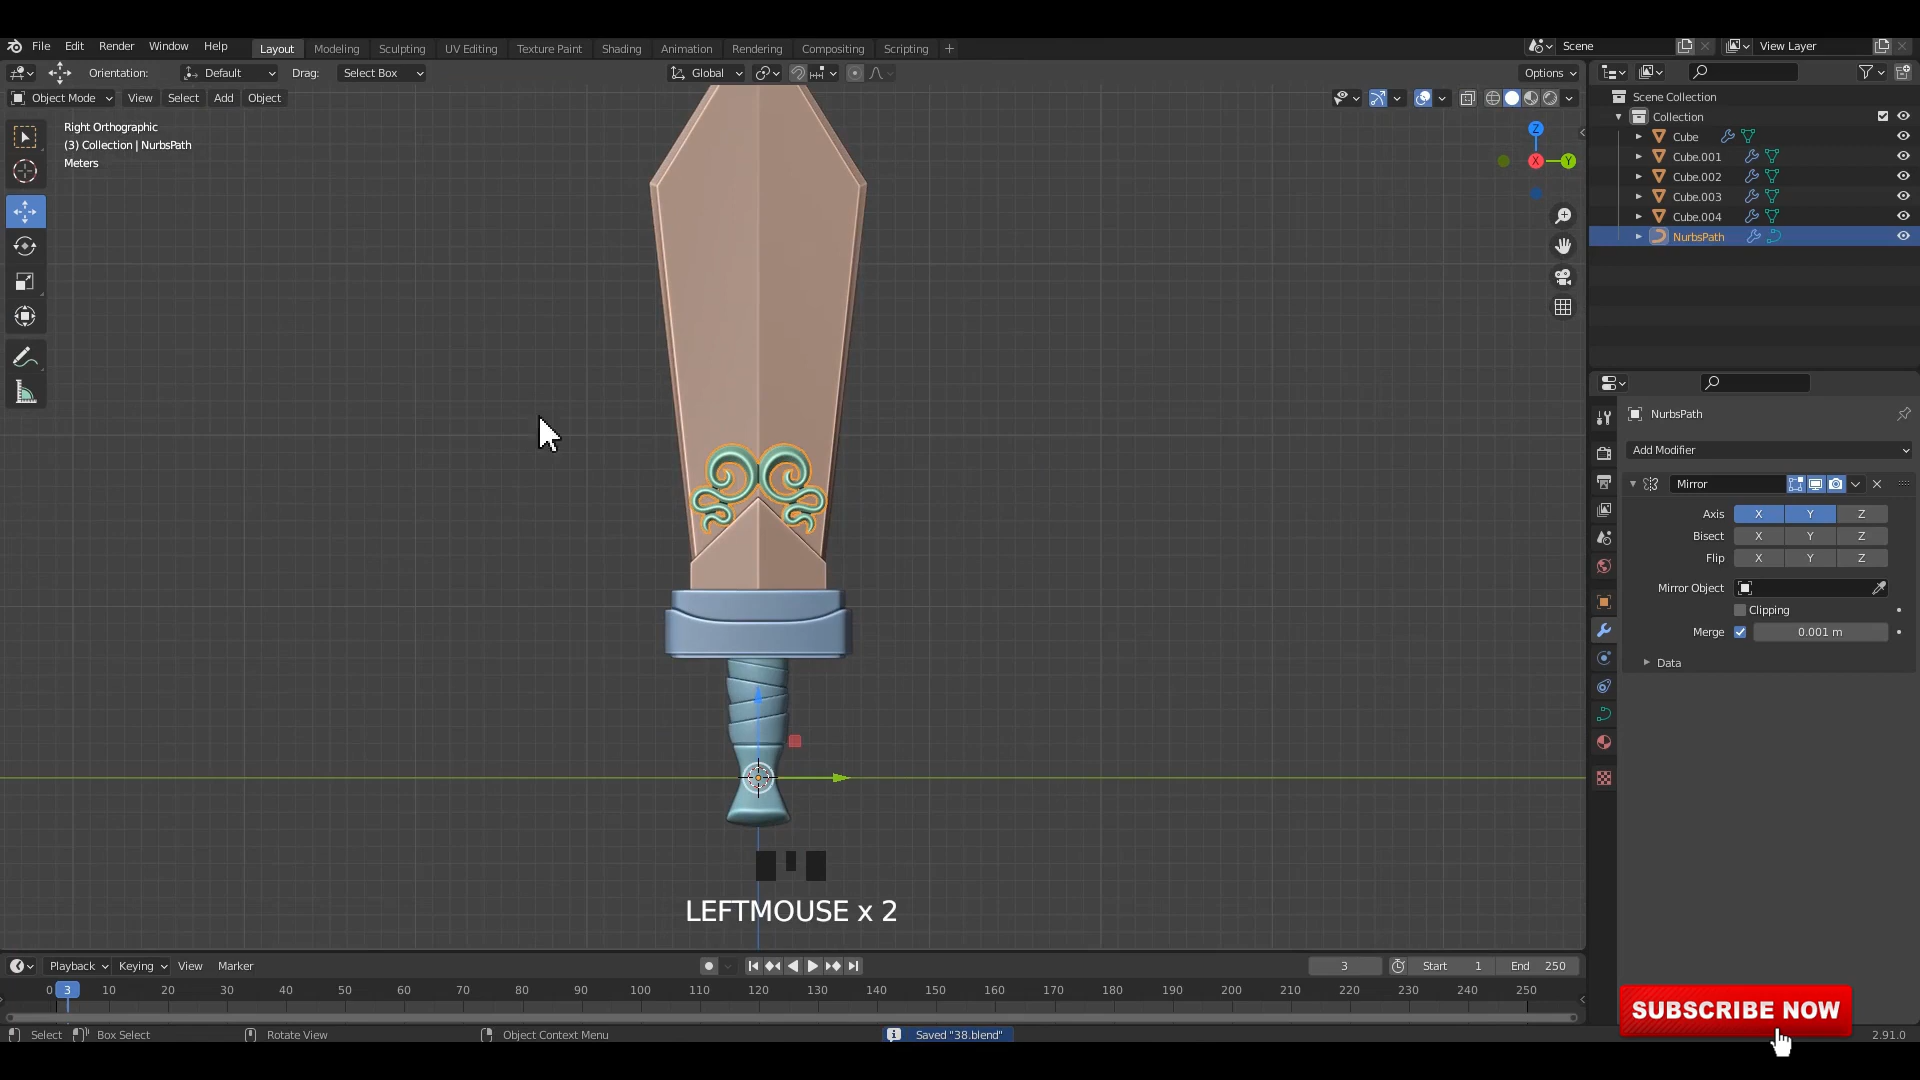 File Edit Render Window Help Layout Modeling Sculpting UV Editing Texture Paint Shading Animation Rendering Compositing Scripting + Scene View Layer
Orientation: Default Drag: Select Box Global Options
Object Mode View Select Add Object
Right Orthographic
(3) Collection | NurbsPath
Meters
Z
X
Y
Scene Collection
Collection
Cube
Cube.001
Cube.002
Cube.003
Cube.004
NurbsPath
NurbsPath
Add Modifier
Mirror
Axis X Y Z
Bisect X Y Z
Flip X Y Z
Mirror Object
Clipping
Merge 0.001 m
Data
LEFTMOUSE x 2
Playback Keying View Marker 3 Start 1 End 250
0 3 10 20 30 40 50 60 70 80 90 100 110 120 130 140 150 160 170 180 190 200 210 220 230 240 250
SUBSCRIBE NOW
Select Box Select Rotate View Object Context Menu Saved "38.blend" 2.91.0